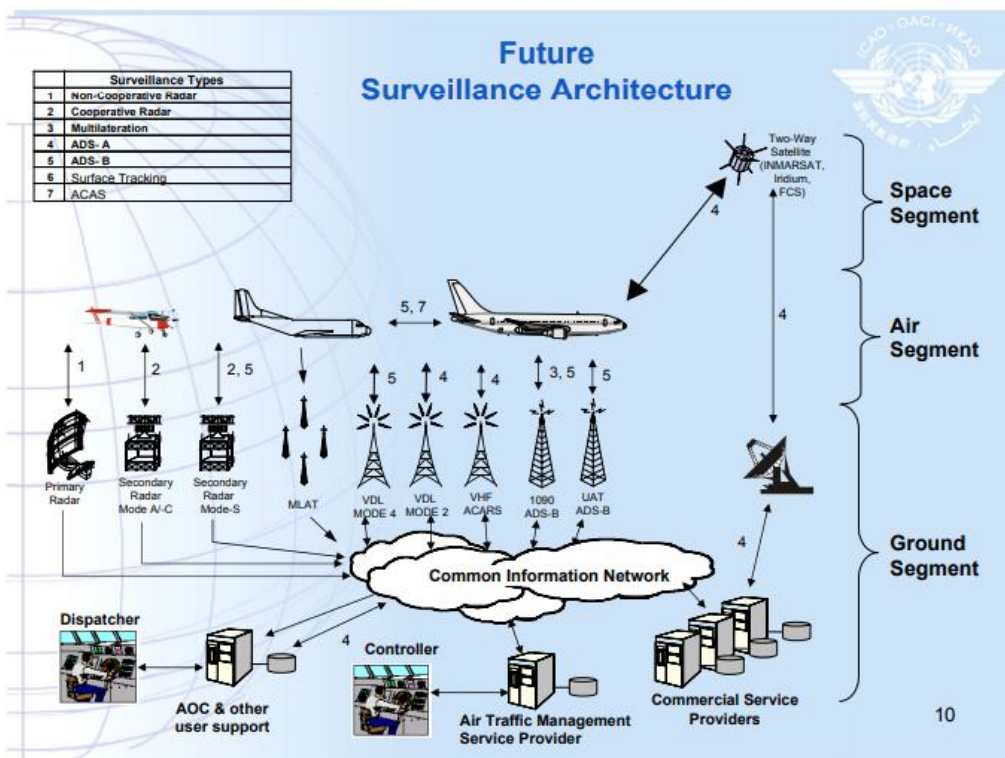 Future
Surveillance Architecture
ICAO · OACI · ИКАО
Surveillance Types
1 Non-Cooperative Radar
2 Cooperative Radar
3 Multilateration
4 ADS- A
5 ADS- B
6 Surface Tracking
7 ACAS
Two-Way
Satellite
(INMARSAT,
Iridium,
FCS)
Space
Segment
4
4
5, 7
Air
Segment
1
2
2, 5
5
4
4
3, 5
5
Primary
Radar
Secondary
Radar
Mode A/-C
Secondary
Radar
Mode-S
MLAT
VDL
MODE 4
VDL
MODE 2
VHF
ACARS
1090
ADS-B
UAT
ADS-B
4
Ground
Segment
Common Information Network
Dispatcher
4
Controller
AOC & other
user support
Air Traffic Management
Service Provider
Commercial Service
Providers
10